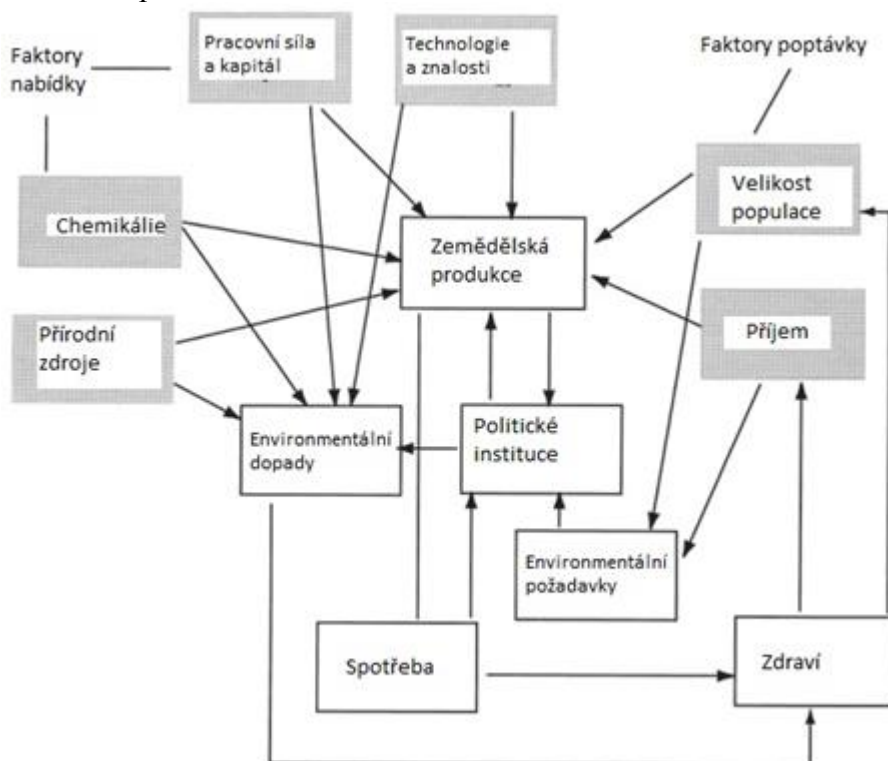 Faktory
nabídky
Pracovní síla
a kapitál
Technologie
a znalosti
Faktory poptávky
Chemikálie
Velikost
populace
Zemědělská
produkce
Přírodní
zdroje
Příjem
Environmentální
dopady
Politické
instituce
Environmentální
požadavky
Spotřeba
Zdraví